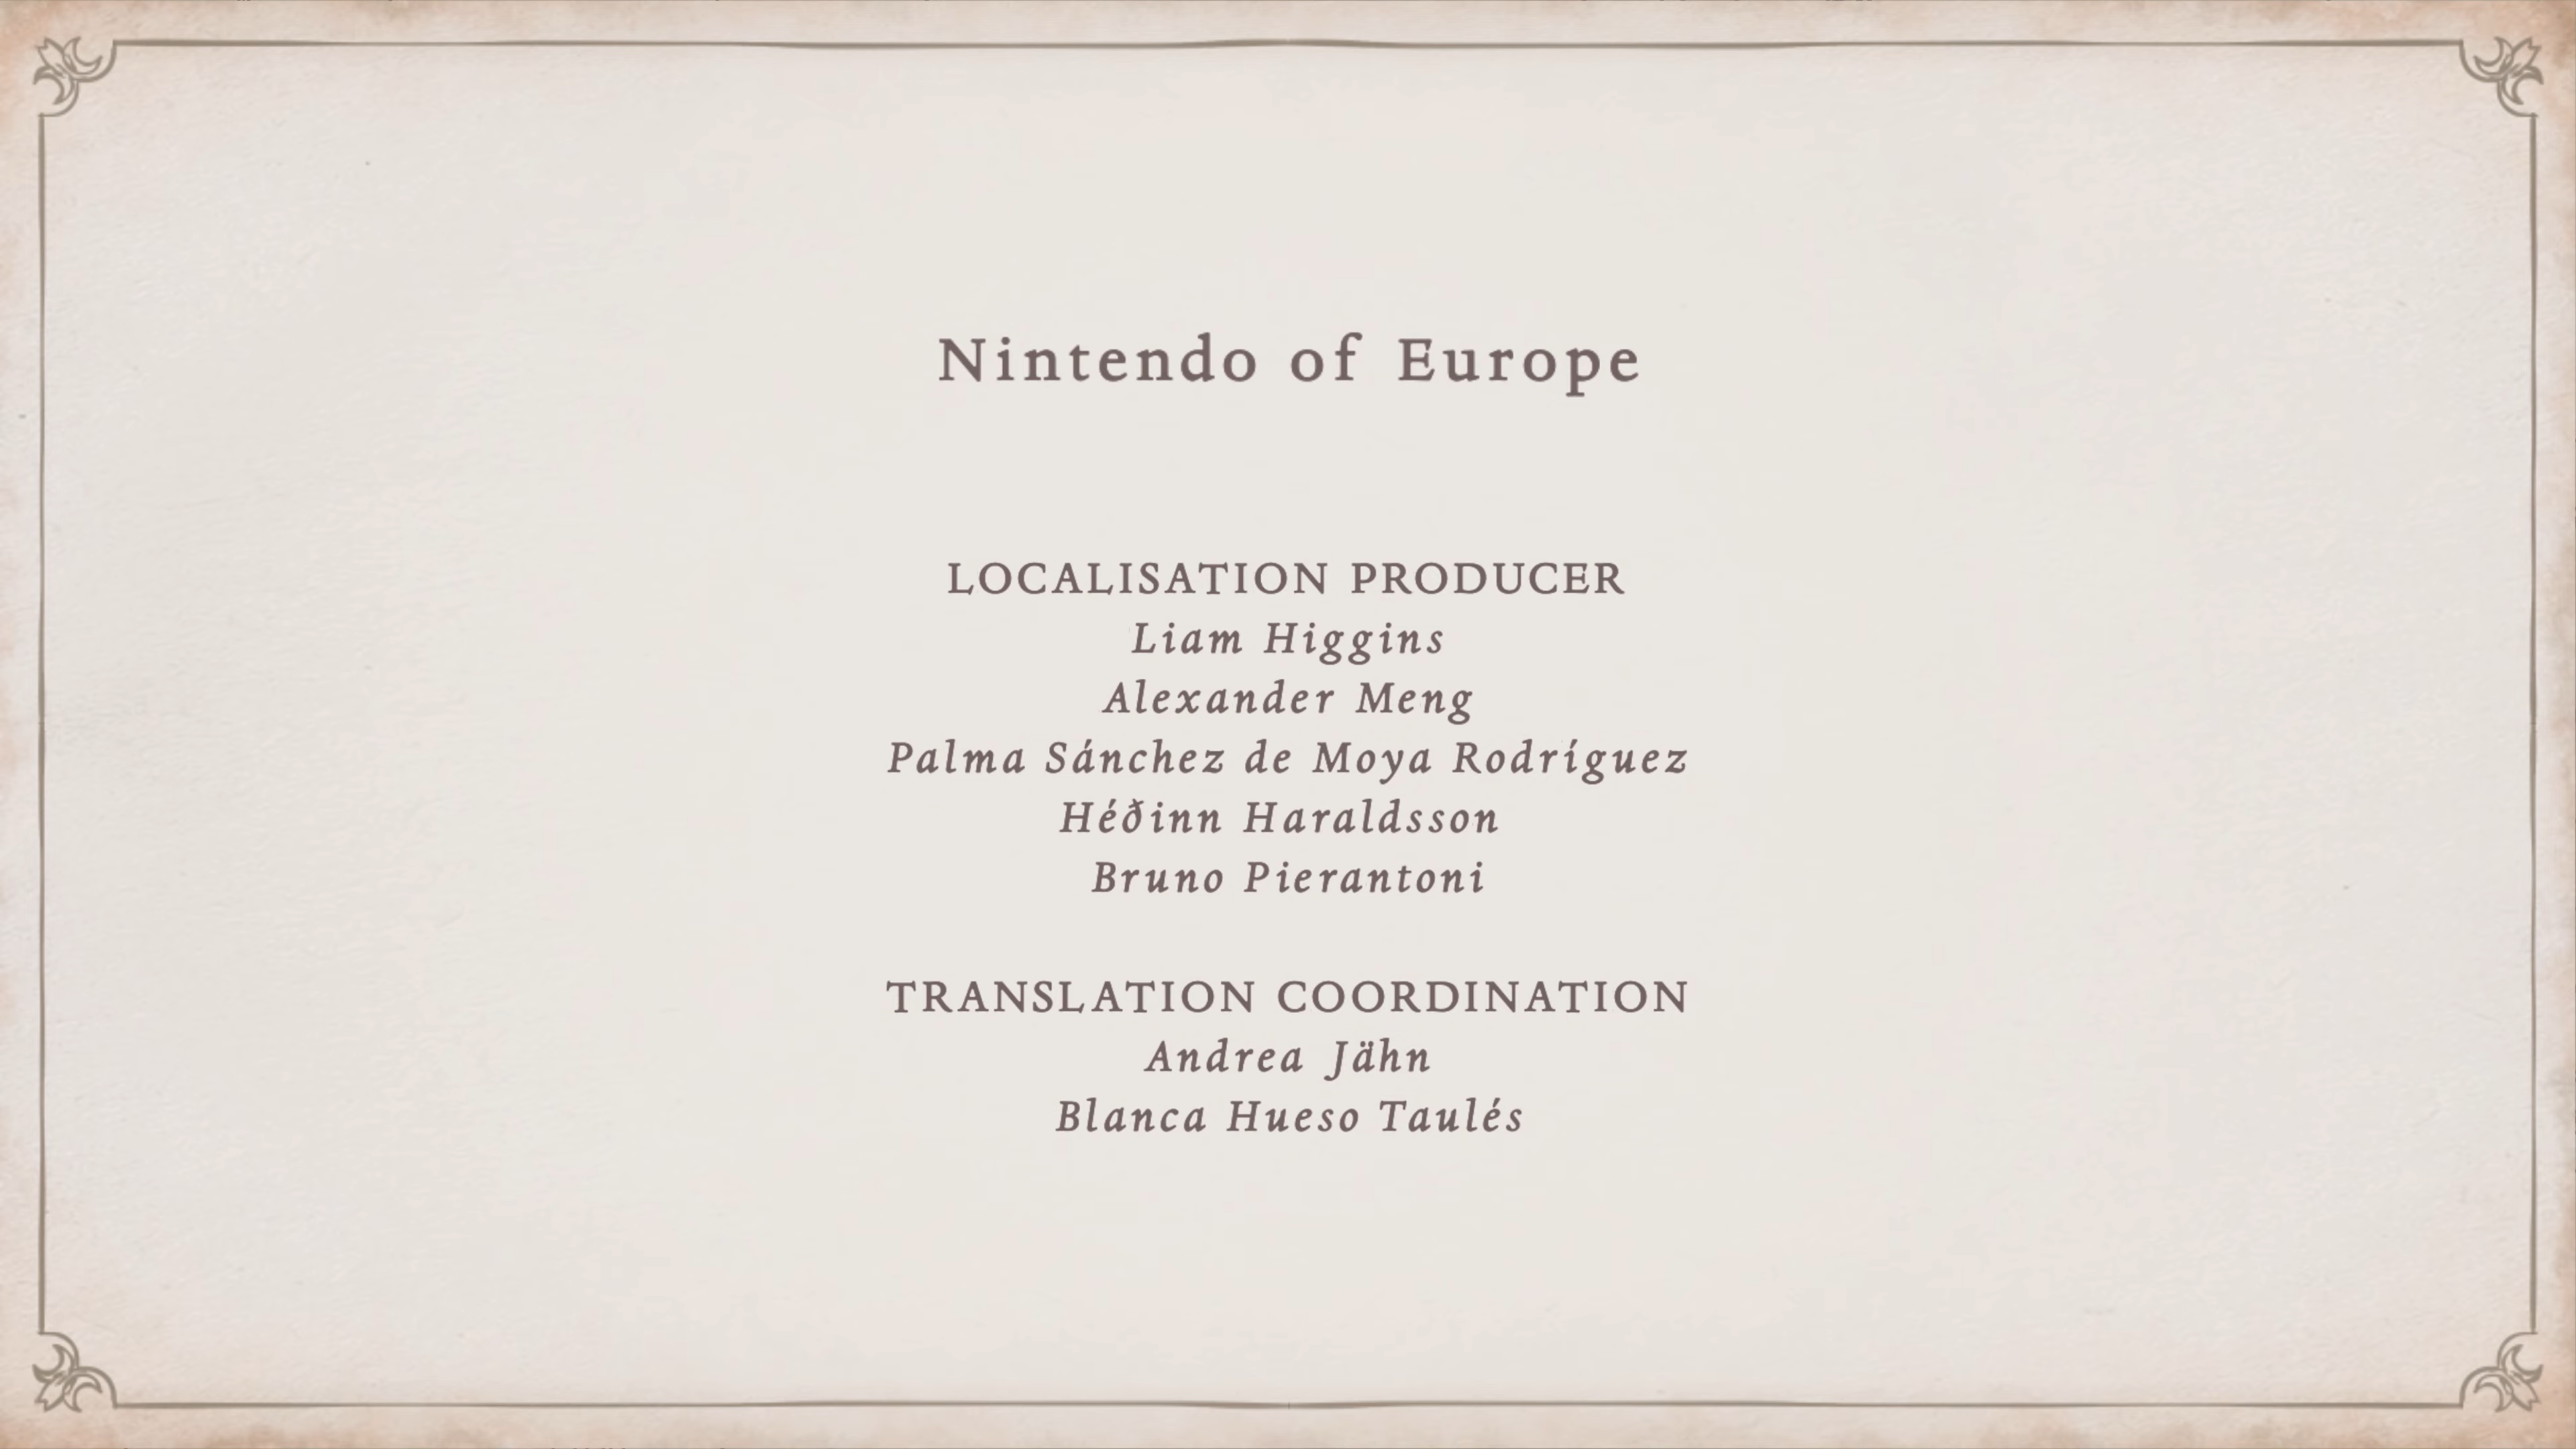 Nintendo of Europe
LOCALISATION PRODUCER
Liam Higgins
Alexander Meng
Palma Sánchez de Moya Rodríguez
Héðinn Haraldsson
Bruno Pierantoni
TRANSLATION COORDINATION
Andrea Jähn
Blanca Hueso Taulés